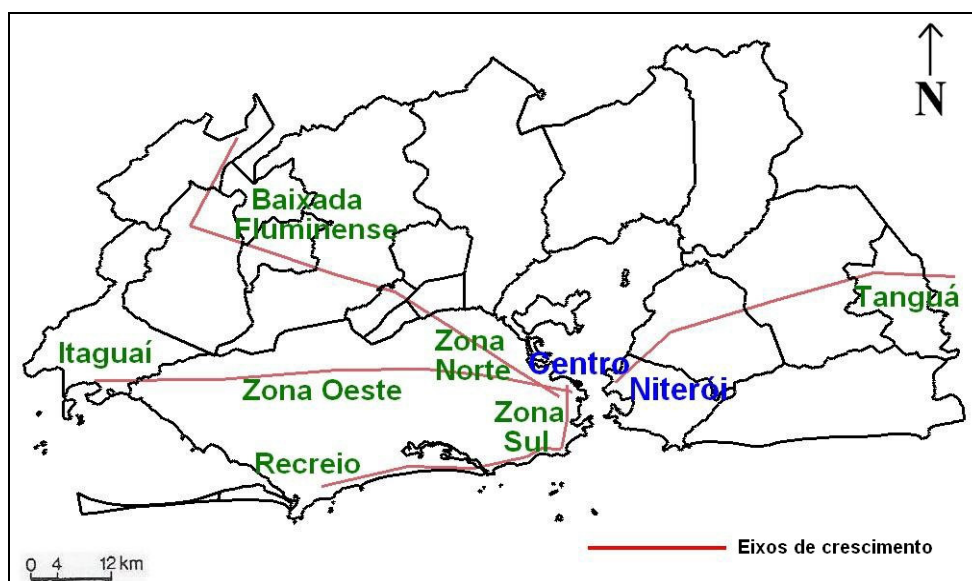 N
Baixada
Fluminense
Tanguá
Itaguaí
Zona
Norte
Centro
Zona Oeste
Niterói
Zona
Sul
Recreio
Eixos de crescimento
0 4 12 km